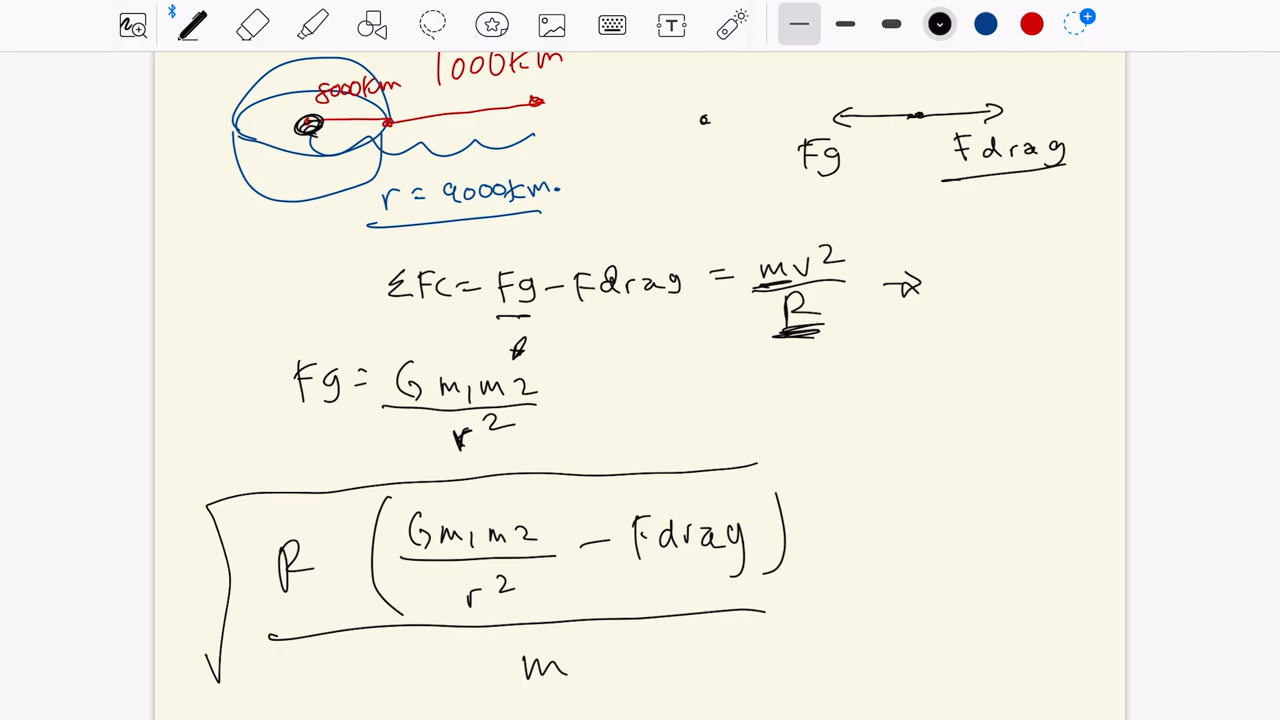 8000km 1000km
Fg Fdrag
r = 9000km.
ΣFc = Fg - Fdrag = mv²/R →
Fg = Gm₁m2/r²
√(R(Gm₁m2/r² - Fdrag)/m)